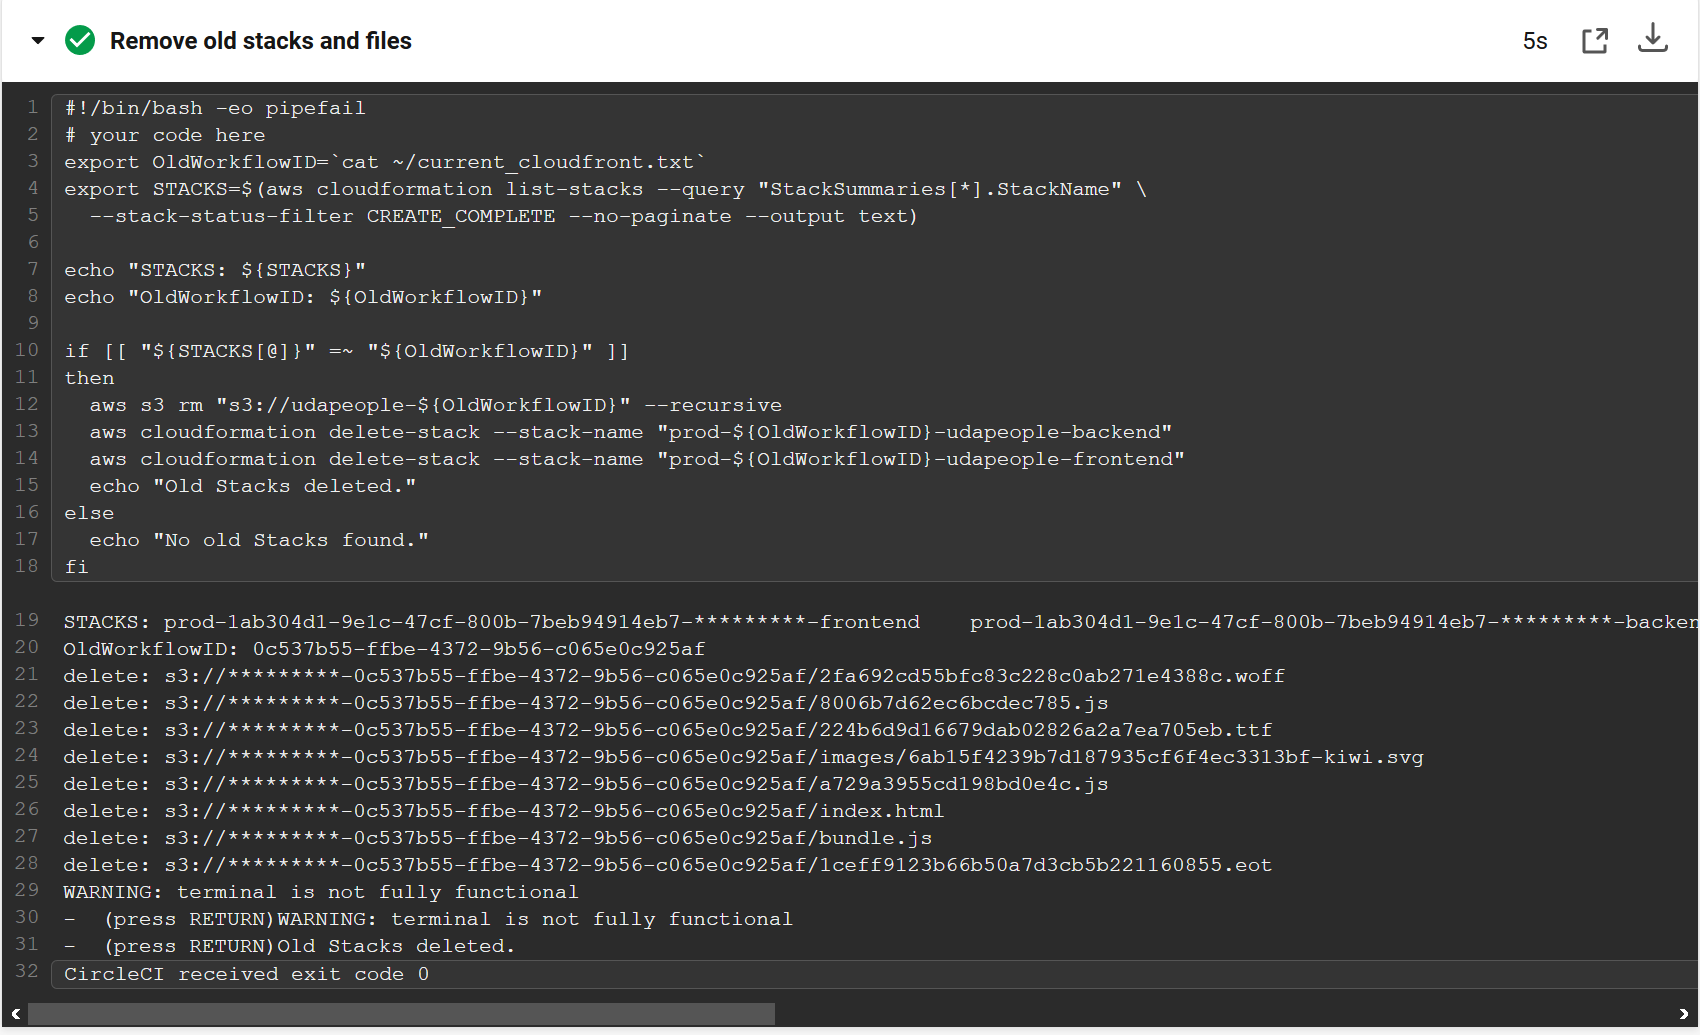 Remove old stacks and files
5s
1 #!/bin/bash -eo pipefail
2 # your code here
3 export OldWorkflowID=`cat ~/current_cloudfront.txt`
4 export STACKS=$(aws cloudformation list-stacks --query "StackSummaries[*].StackName" \
5   --stack-status-filter CREATE_COMPLETE --no-paginate --output text)
6
7 echo "STACKS: ${STACKS}"
8 echo "OldWorkflowID: ${OldWorkflowID}"
9
10 if [[ "${STACKS[@]}" =~ "${OldWorkflowID}" ]]
11 then
12   aws s3 rm "s3://udapeople-${OldWorkflowID}" --recursive
13   aws cloudformation delete-stack --stack-name "prod-${OldWorkflowID}-udapeople-backend"
14   aws cloudformation delete-stack --stack-name "prod-${OldWorkflowID}-udapeople-frontend"
15   echo "Old Stacks deleted."
16 else
17   echo "No old Stacks found."
18 fi
19 STACKS: prod-1ab304d1-9e1c-47cf-800b-7beb94914eb7-*********-frontend    prod-1ab304d1-9e1c-47cf-800b-7beb94914eb7-*********-backen
20 OldWorkflowID: 0c537b55-ffbe-4372-9b56-c065e0c925af
21 delete: s3://*********-0c537b55-ffbe-4372-9b56-c065e0c925af/2fa692cd55bfc83c228c0ab271e4388c.woff
22 delete: s3://*********-0c537b55-ffbe-4372-9b56-c065e0c925af/8006b7d62ec6bcdec785.js
23 delete: s3://*********-0c537b55-ffbe-4372-9b56-c065e0c925af/224b6d9d16679dab02826a2a7ea705eb.ttf
24 delete: s3://*********-0c537b55-ffbe-4372-9b56-c065e0c925af/images/6ab15f4239b7d187935cf6f4ec3313bf-kiwi.svg
25 delete: s3://*********-0c537b55-ffbe-4372-9b56-c065e0c925af/a729a3955cd198bd0e4c.js
26 delete: s3://*********-0c537b55-ffbe-4372-9b56-c065e0c925af/index.html
27 delete: s3://*********-0c537b55-ffbe-4372-9b56-c065e0c925af/bundle.js
28 delete: s3://*********-0c537b55-ffbe-4372-9b56-c065e0c925af/1ceff9123b66b50a7d3cb5b221160855.eot
29 WARNING: terminal is not fully functional
30 -  (press RETURN)WARNING: terminal is not fully functional
31 -  (press RETURN)Old Stacks deleted.
32 CircleCI received exit code 0